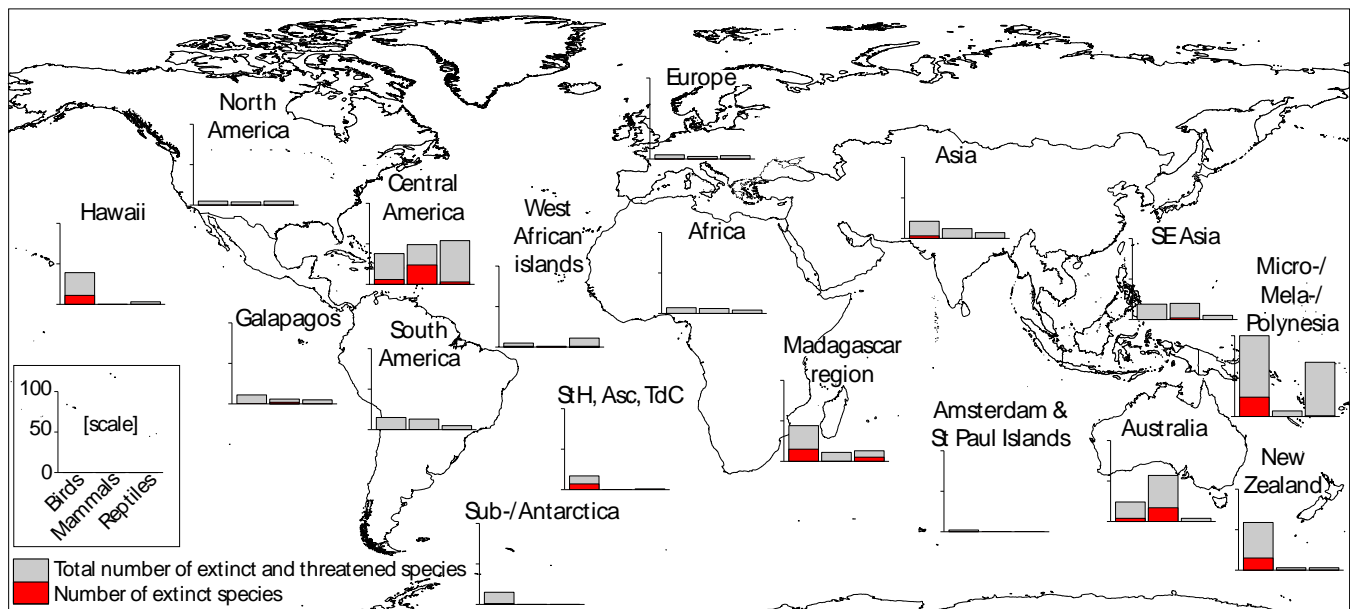 North
America
Europe
Asia
Hawaii
Central
America
West
African
islands
Africa
SE Asia
Micro-/
Mela-/
Polynesia
Galapagos
South
America
Madagascar
region
StH, Asc, TdC
Amsterdam &
St Paul Islands
Australia
New
Zealand
Sub-/Antarctica
100
50
0
[scale]
Birds
Mammals
Reptiles
Total number of extinct and threatened species
Number of extinct species